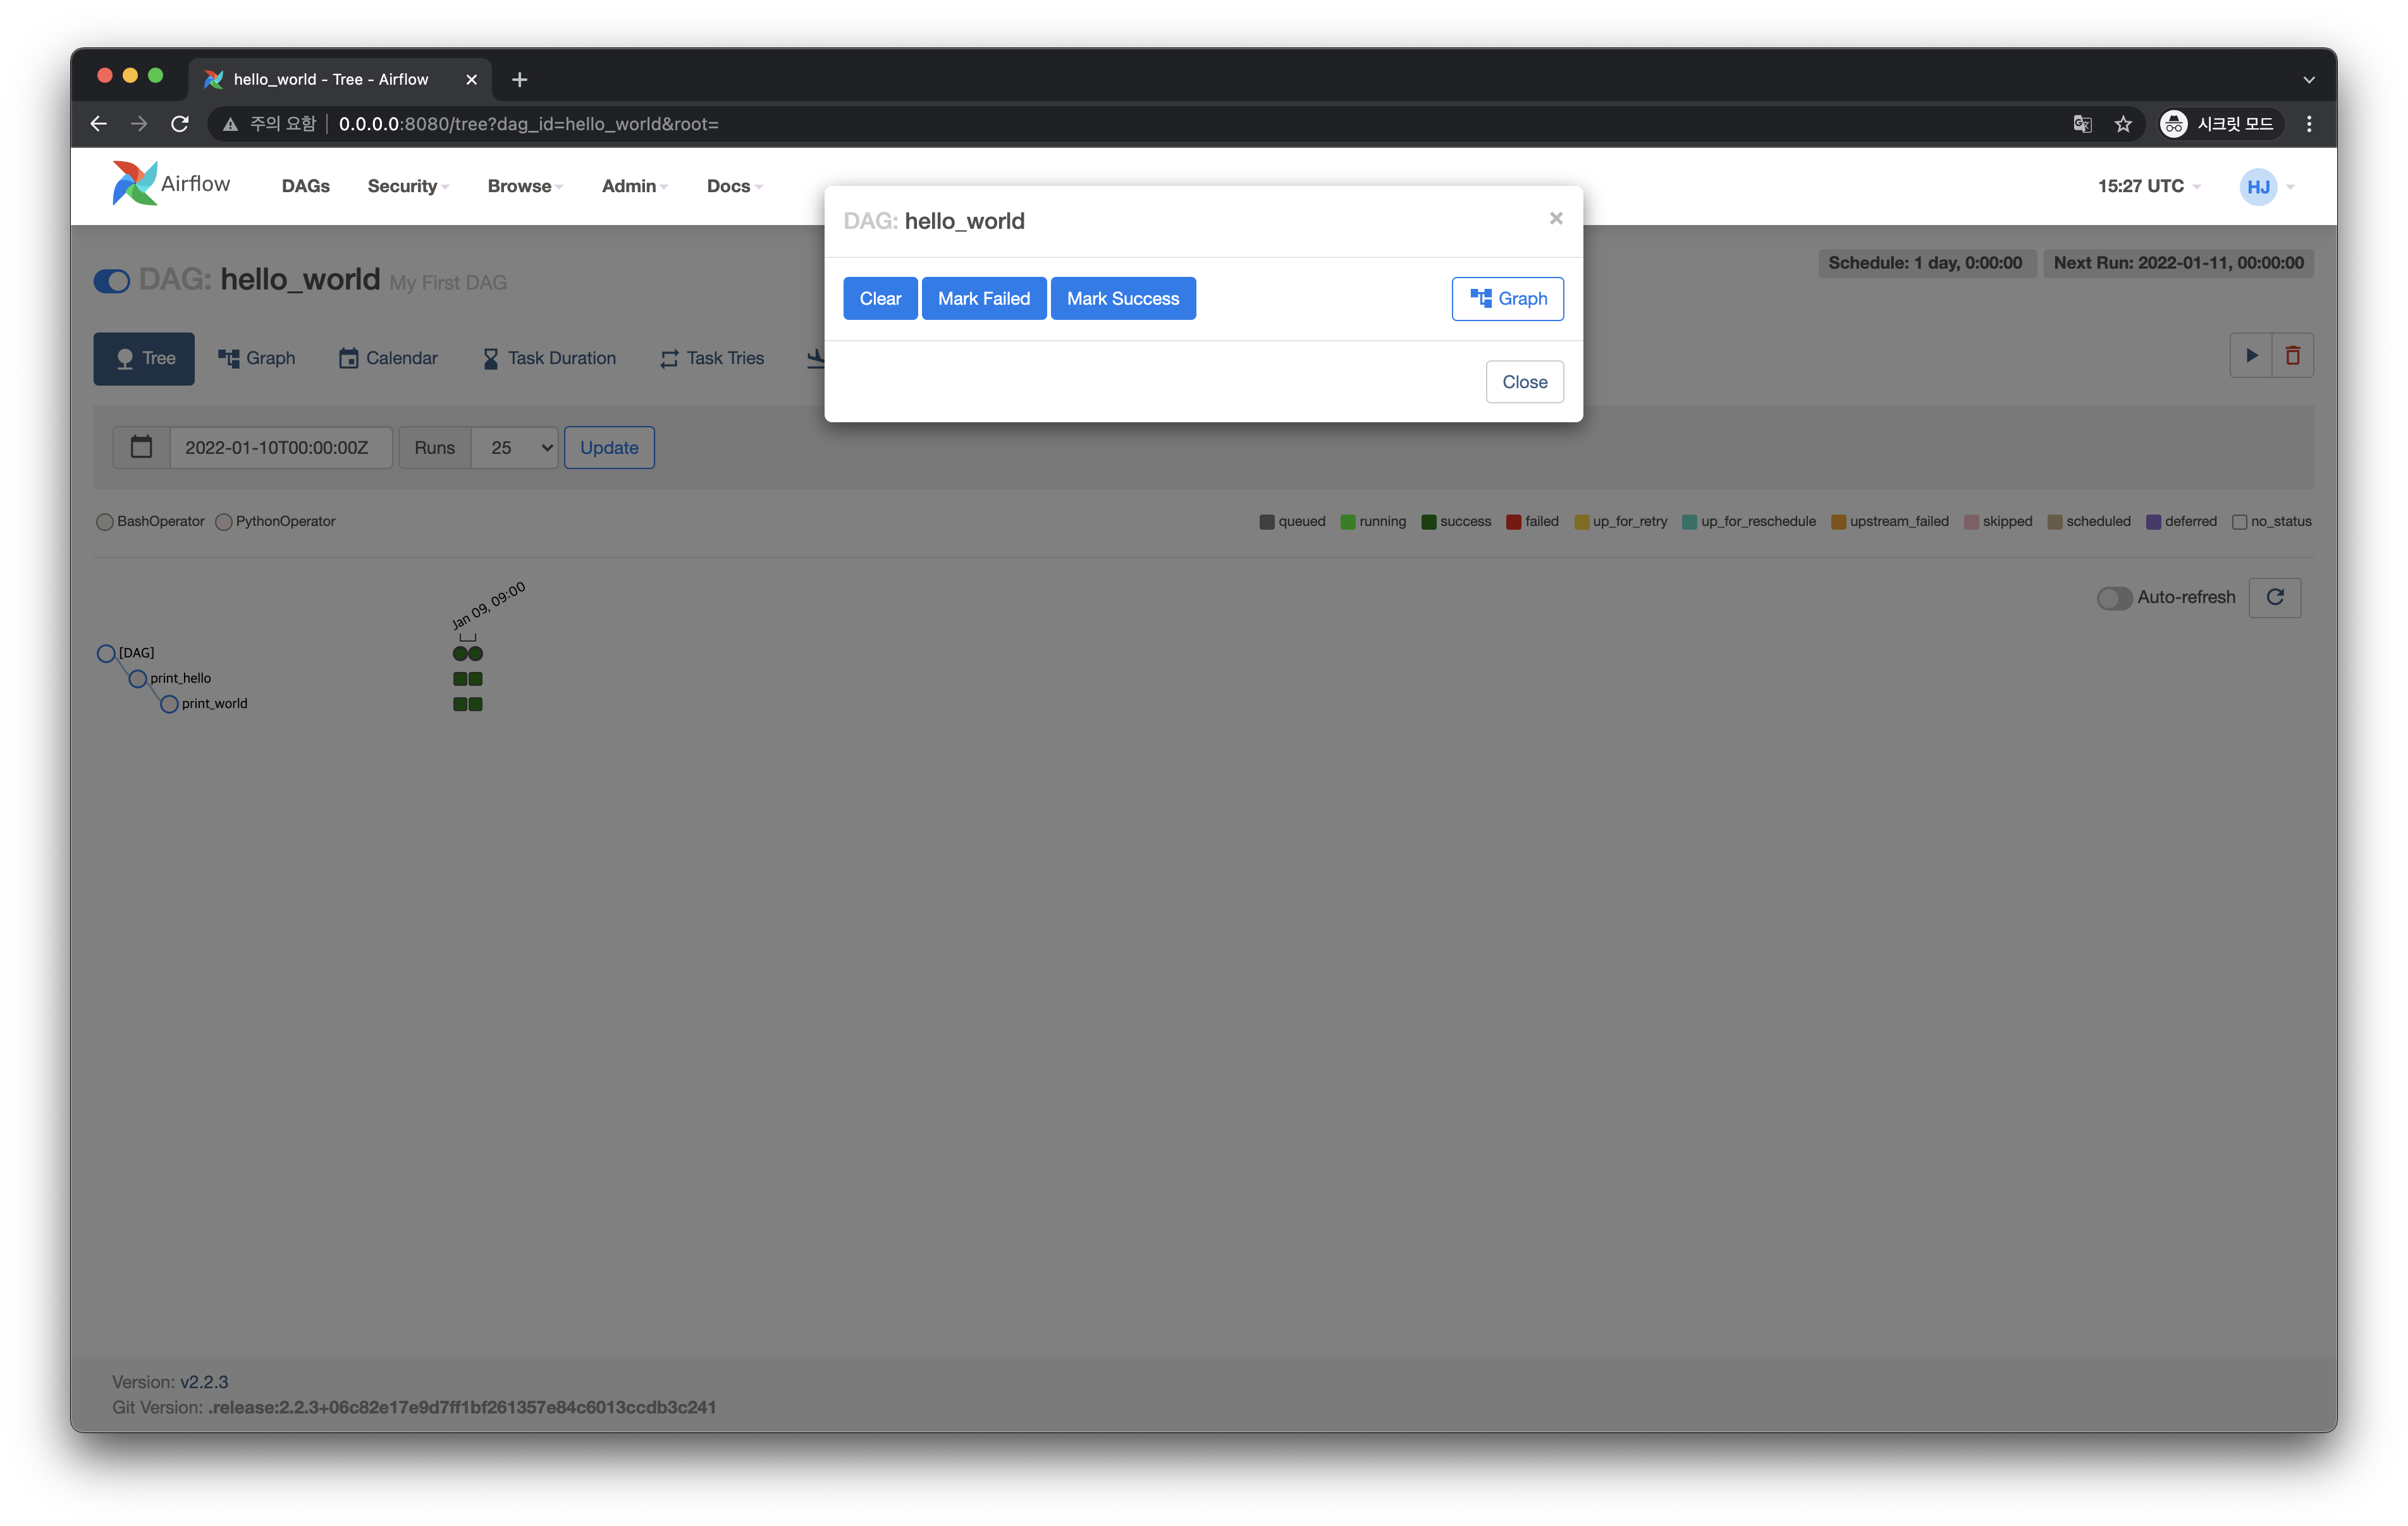 hello_world - Tree - Airflow
주의 요함 0.0.0.0:8080/tree?dag_id=hello_world&root=
시크릿 모드
Airflow DAGs Security Browse Admin Docs 15:27 UTC HJ
DAG: hello_world
Clear Mark Failed Mark Success Graph
Close
DAG: hello_world My First DAG
Schedule: 1 day, 0:00:00 Next Run: 2022-01-11, 00:00:00
Tree Graph Calendar Task Duration Task Tries
2022-01-10T00:00:00Z Runs 25 Update
BashOperator PythonOperator queued running success failed up_for_retry up_for_reschedule upstream_failed skipped scheduled deferred no_status
Jan 09, 09:00
Auto-refresh
[DAG]
print_hello
print_world
Version: v2.2.3
Git Version: .release:2.2.3+06c82e17e9d7ff1bf261357e84c6013ccdb3c241